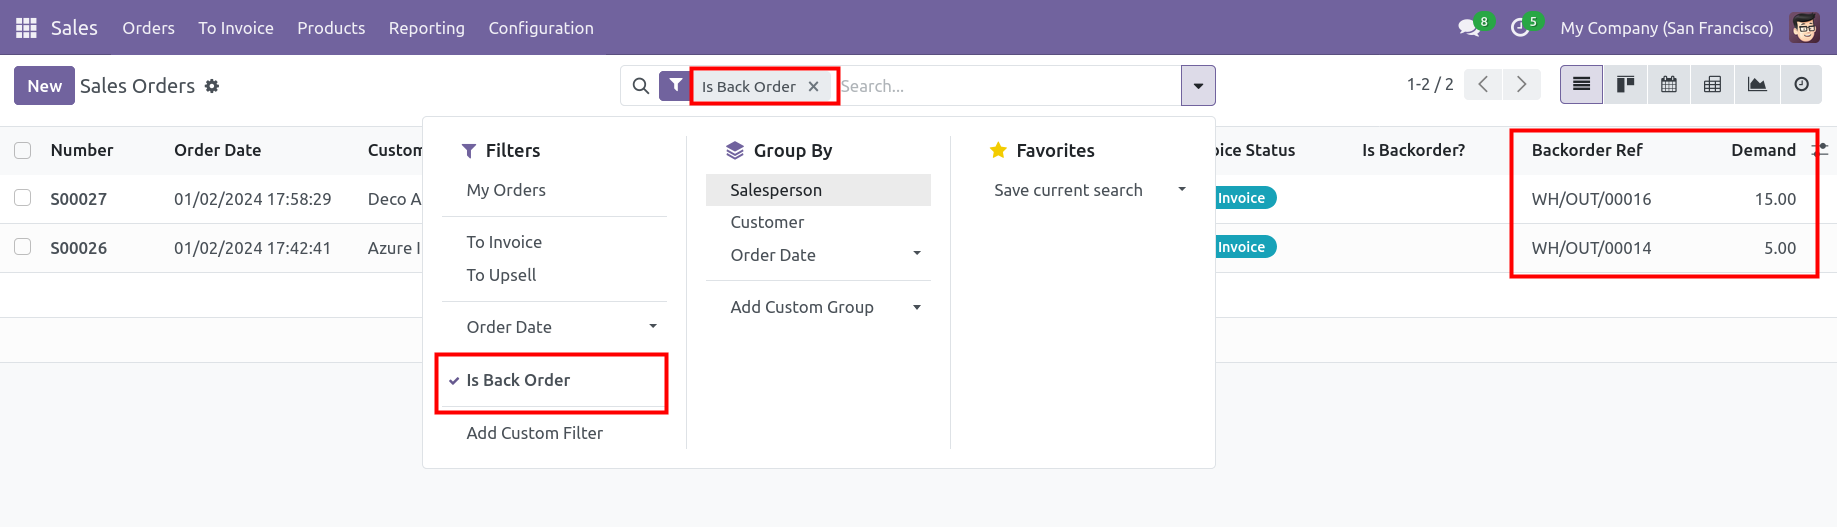 Sales Orders To Invoice Products Reporting Configuration 8 5 My Company (San Francisco)
New Sales Orders Is Back Order Search... 1-2 / 2
Number Order Date Custom oice Status Is Backorder? Backorder Ref Demand
S00027 01/02/2024 17:58:29 Deco A Invoice WH/OUT/00016 15.00
S00026 01/02/2024 17:42:41 Azure I Invoice WH/OUT/00014 5.00
Filters
My Orders
To Invoice
To Upsell
Order Date
Is Back Order
Add Custom Filter
Group By
Salesperson
Customer
Order Date
Add Custom Group
Favorites
Save current search